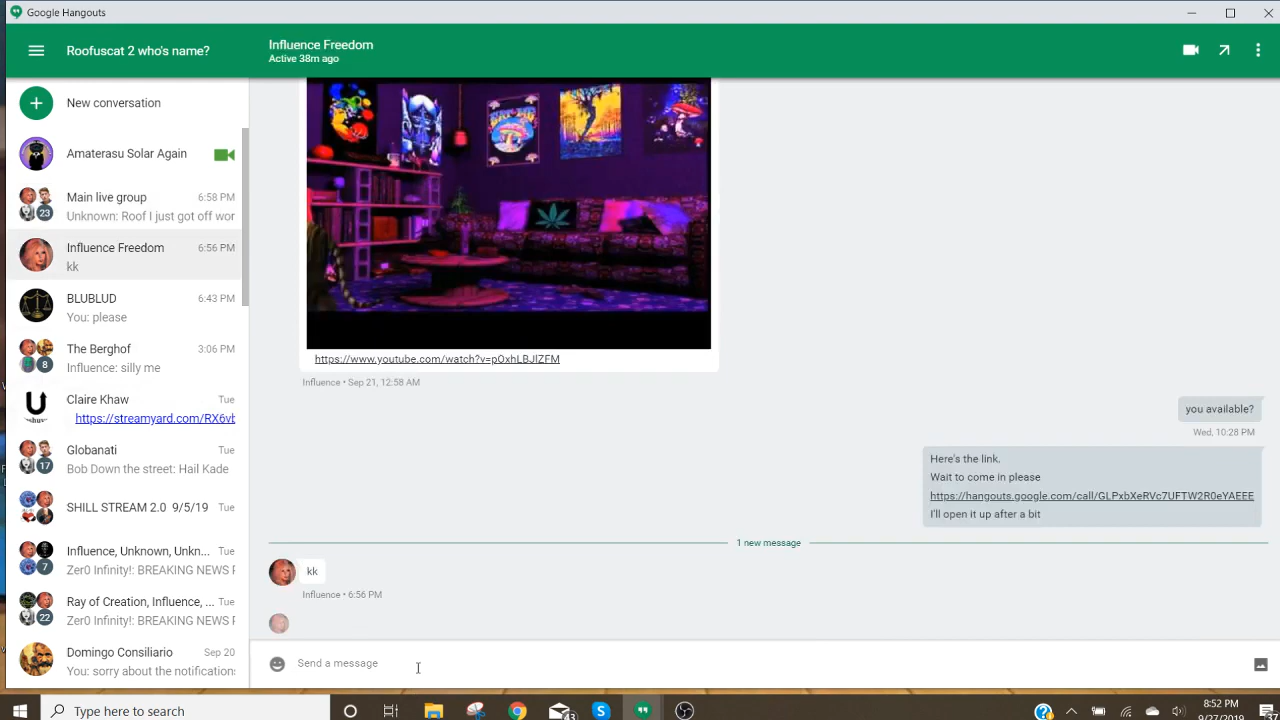 Google Hangouts
Roofuscat 2 who's name?
Influence Freedom
Active 38m ago
New conversation
Amaterasu Solar Again
Main live group
6:58 PM
23
Unknown: Roof I just got off wor
Influence Freedom
6:56 PM
kk
BLUBLUD
6:43 PM
You: please
The Berghof
3:06 PM
8
Influence: silly me
Claire Khaw
Tue
https://streamyard.com/RX6vb
Globanati
Tue
17
Bob Down the street: Hail Kade
SHILL STREAM 2.0 9/5/19
Tue
Influence, Unknown, Unkn...
Tue
7
Zer0 Infinity!: BREAKING NEWS F
Ray of Creation, Influence, ...
Tue
22
Zer0 Infinity!: BREAKING NEWS F
Domingo Consiliario
Sep 20
You: sorry about the notification
https://www.youtube.com/watch?v=pOxhLBJIZFM
Influence • Sep 21, 12:58 AM
you available?
Wed, 10:28 PM
Here's the link.
Wait to come in please
https://hangouts.google.com/call/GLPxbXeRVc7UFTW2R0eYAEEE
I'll open it up after a bit
1 new message
kk
Influence • 6:56 PM
Send a message
Type here to search
43
8:52 PM
9/27/2019